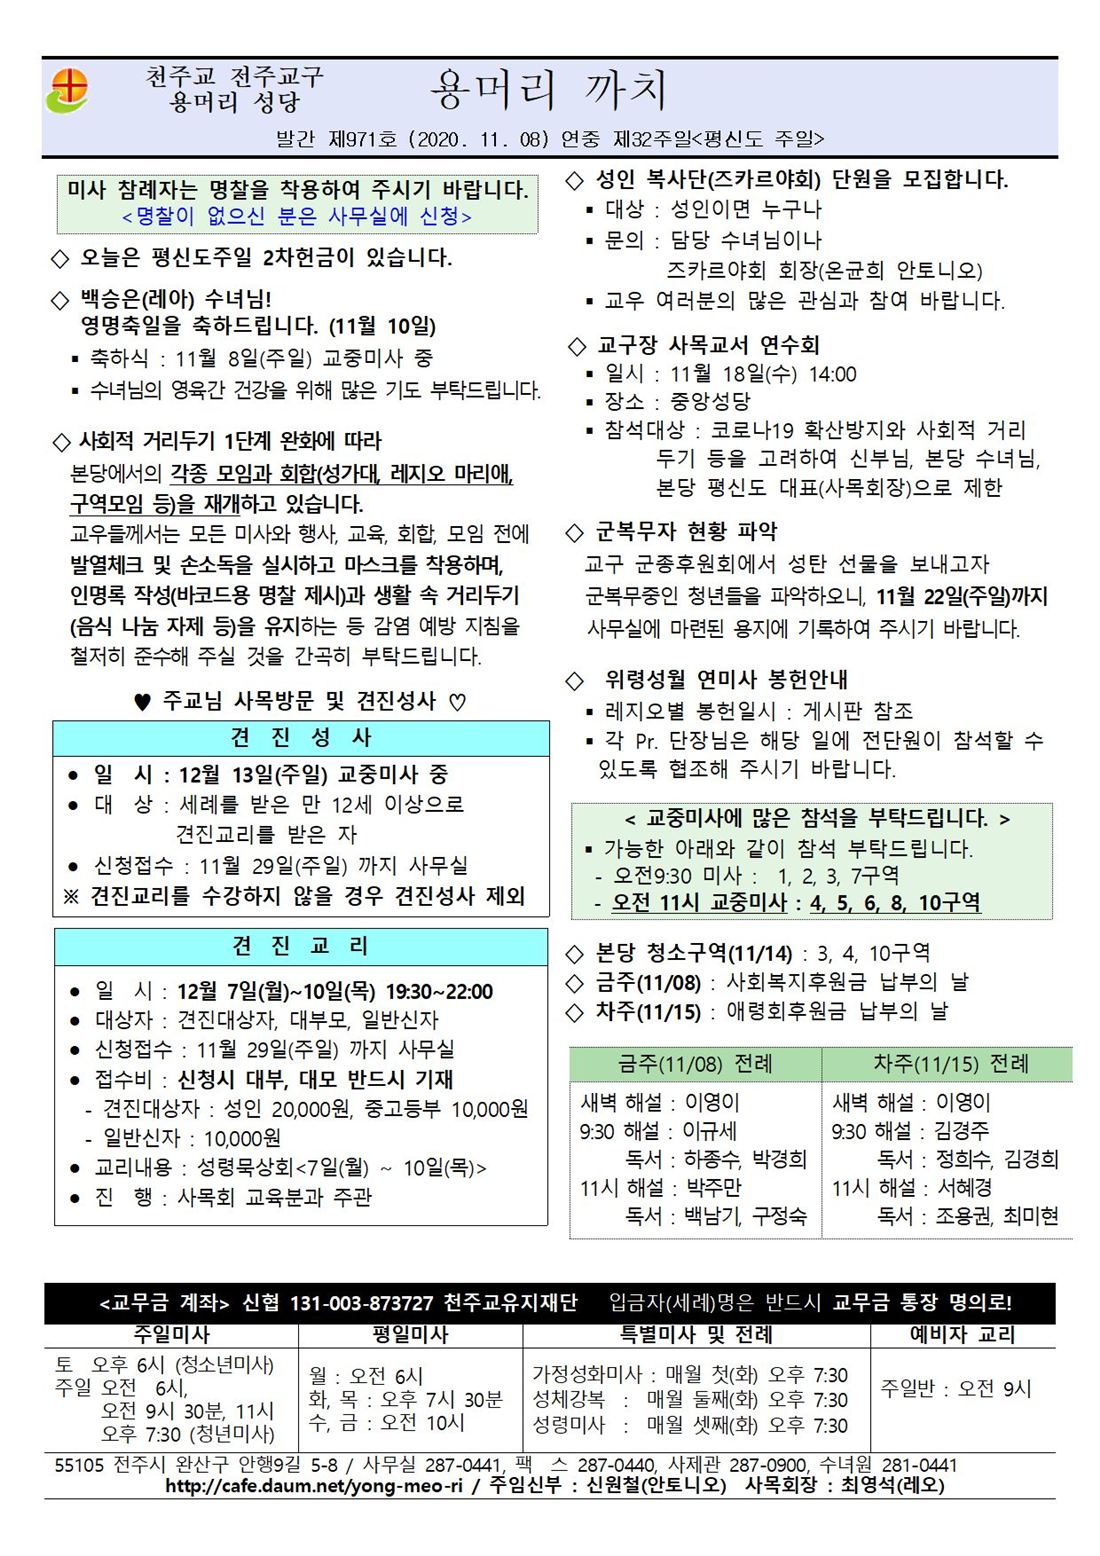 천주교 전주교구
용머리 성당
용머리 까치
발간 제971호 (2020. 11. 08) 연중 제32주일<평신도 주일>
미사 참례자는 명찰을 착용하여 주시기 바랍니다.
<명찰이 없으신 분은 사무실에 신청>
◇ 오늘은 평신도주일 2차헌금이 있습니다.
◇ 백승은(레아) 수녀님!
영명축일을 축하드립니다. (11월 10일)
▪ 축하식 : 11월 8일(주일) 교중미사 중
▪ 수녀님의 영육간 건강을 위해 많은 기도 부탁드립니다.
◇ 사회적 거리두기 1단계 완화에 따라
본당에서의 각종 모임과 회합(성가대, 레지오 마리애,
구역모임 등)을 재개하고 있습니다.
교우들께서는 모든 미사와 행사, 교육, 회합, 모임 전에
발열체크 및 손소독을 실시하고 마스크를 착용하며,
인명록 작성(바코드용 명찰 제시)과 생활 속 거리두기
(음식 나눔 자제 등)을 유지하는 등 감염 예방 지침을
철저히 준수해 주실 것을 간곡히 부탁드립니다.
♥ 주교님 사목방문 및 견진성사 ♡
견 진 성 사
● 일 시 : 12월 13일(주일) 교중미사 중
● 대 상 : 세례를 받은 만 12세 이상으로
견진교리를 받은 자
● 신청접수 : 11월 29일(주일) 까지 사무실
※ 견진교리를 수강하지 않을 경우 견진성사 제외
견 진 교 리
● 일 시 : 12월 7일(월)~10일(목) 19:30~22:00
● 대상자 : 견진대상자, 대부모, 일반신자
● 신청접수 : 11월 29일(주일) 까지 사무실
● 접수비 : 신청시 대부, 대모 반드시 기재
- 견진대상자 : 성인 20,000원, 중고등부 10,000원
- 일반신자 : 10,000원
● 교리내용 : 성령묵상회<7일(월) ~ 10일(목)>
● 진 행 : 사목회 교육분과 주관
◇ 성인 복사단(즈카르야회) 단원을 모집합니다.
▪ 대상 : 성인이면 누구나
▪ 문의 : 담당 수녀님이나
즈카르야회 회장(온균희 안토니오)
▪ 교우 여러분의 많은 관심과 참여 바랍니다.
◇ 교구장 사목교서 연수회
▪ 일시 : 11월 18일(수) 14:00
▪ 장소 : 중앙성당
▪ 참석대상 : 코로나19 확산방지와 사회적 거리
두기 등을 고려하여 신부님, 본당 수녀님,
본당 평신도 대표(사목회장)으로 제한
◇ 군복무자 현황 파악
교구 군종후원회에서 성탄 선물을 보내고자
군복무중인 청년들을 파악하오니, 11월 22일(주일)까지
사무실에 마련된 용지에 기록하여 주시기 바랍니다.
◇ 위령성월 연미사 봉헌안내
▪ 레지오별 봉헌일시 : 게시판 참조
▪ 각 Pr. 단장님은 해당 일에 전단원이 참석할 수
있도록 협조해 주시기 바랍니다.
< 교중미사에 많은 참석을 부탁드립니다. >
▪ 가능한 아래와 같이 참석 부탁드립니다.
- 오전9:30 미사 : 1, 2, 3, 7구역
- 오전 11시 교중미사 : 4, 5, 6, 8, 10구역
◇ 본당 청소구역(11/14) : 3, 4, 10구역
◇ 금주(11/08) : 사회복지후원금 납부의 날
◇ 차주(11/15) : 애령회후원금 납부의 날
금주(11/08) 전례
새벽 해설 : 이영이
9:30 해설 : 이규세
독서 : 하종수, 박경희
11시 해설 : 박주만
독서 : 백남기, 구정숙
차주(11/15) 전례
새벽 해설 : 이영이
9:30 해설 : 김경주
독서 : 정희수, 김경희
11시 해설 : 서혜경
독서 : 조용권, 최미현
<교무금 계좌> 신협 131-003-873727 천주교유지재단 입금자(세례)명은 반드시 교무금 통장 명의로!
주일미사
토 오후 6시 (청소년미사)
주일 오전 6시,
오전 9시 30분, 11시
오후 7:30 (청년미사)
평일미사
월 : 오전 6시
화, 목 : 오후 7시 30분
수, 금 : 오전 10시
특별미사 및 전례
가정성화미사 : 매월 첫(화) 오후 7:30
성체강복 : 매월 둘째(화) 오후 7:30
성령미사 : 매월 셋째(화) 오후 7:30
예비자 교리
주일반 : 오전 9시
55105 전주시 완산구 안행9길 5-8 / 사무실 287-0441, 팩 스 287-0440, 사제관 287-0900, 수녀원 281-0441
http://cafe.daum.net/yong-meo-ri / 주임신부 : 신원철(안토니오) 사목회장 : 최영석(레오)